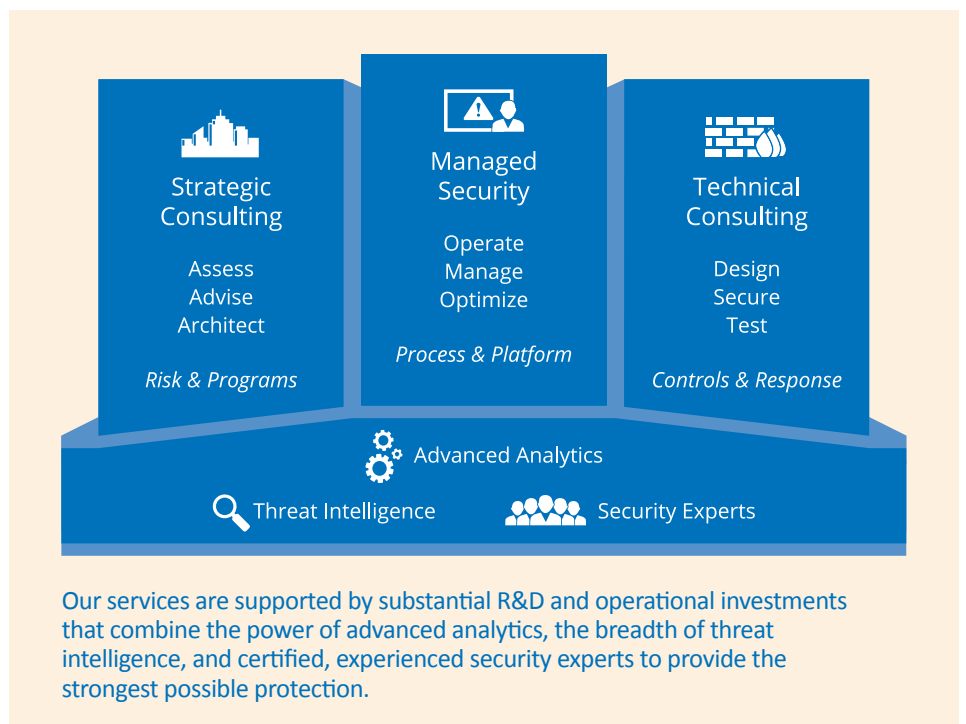 Strategic
Consulting
Assess
Advise
Architect
Risk & Programs
Managed
Security
Operate
Manage
Optimize
Process & Platform
Technical
Consulting
Design
Secure
Test
Controls & Response
Advanced Analytics
Threat Intelligence
Security Experts
Our services are supported by substantial R&D and operational investments
that combine the power of advanced analytics, the breadth of threat
intelligence, and certified, experienced security experts to provide the
strongest possible protection.